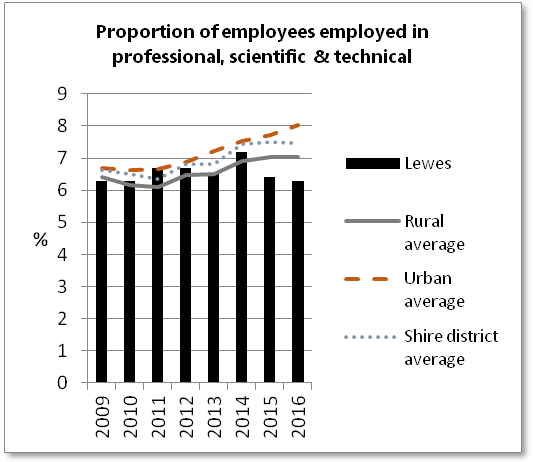 Proportion of employees employed in
professional, scientific & technical
9
8
7
6
5
4
3
2
1
0
%
2009
2010
2011
2012
2013
2014
2015
2016
Lewes
Rural
average
Urban
average
Shire district
average